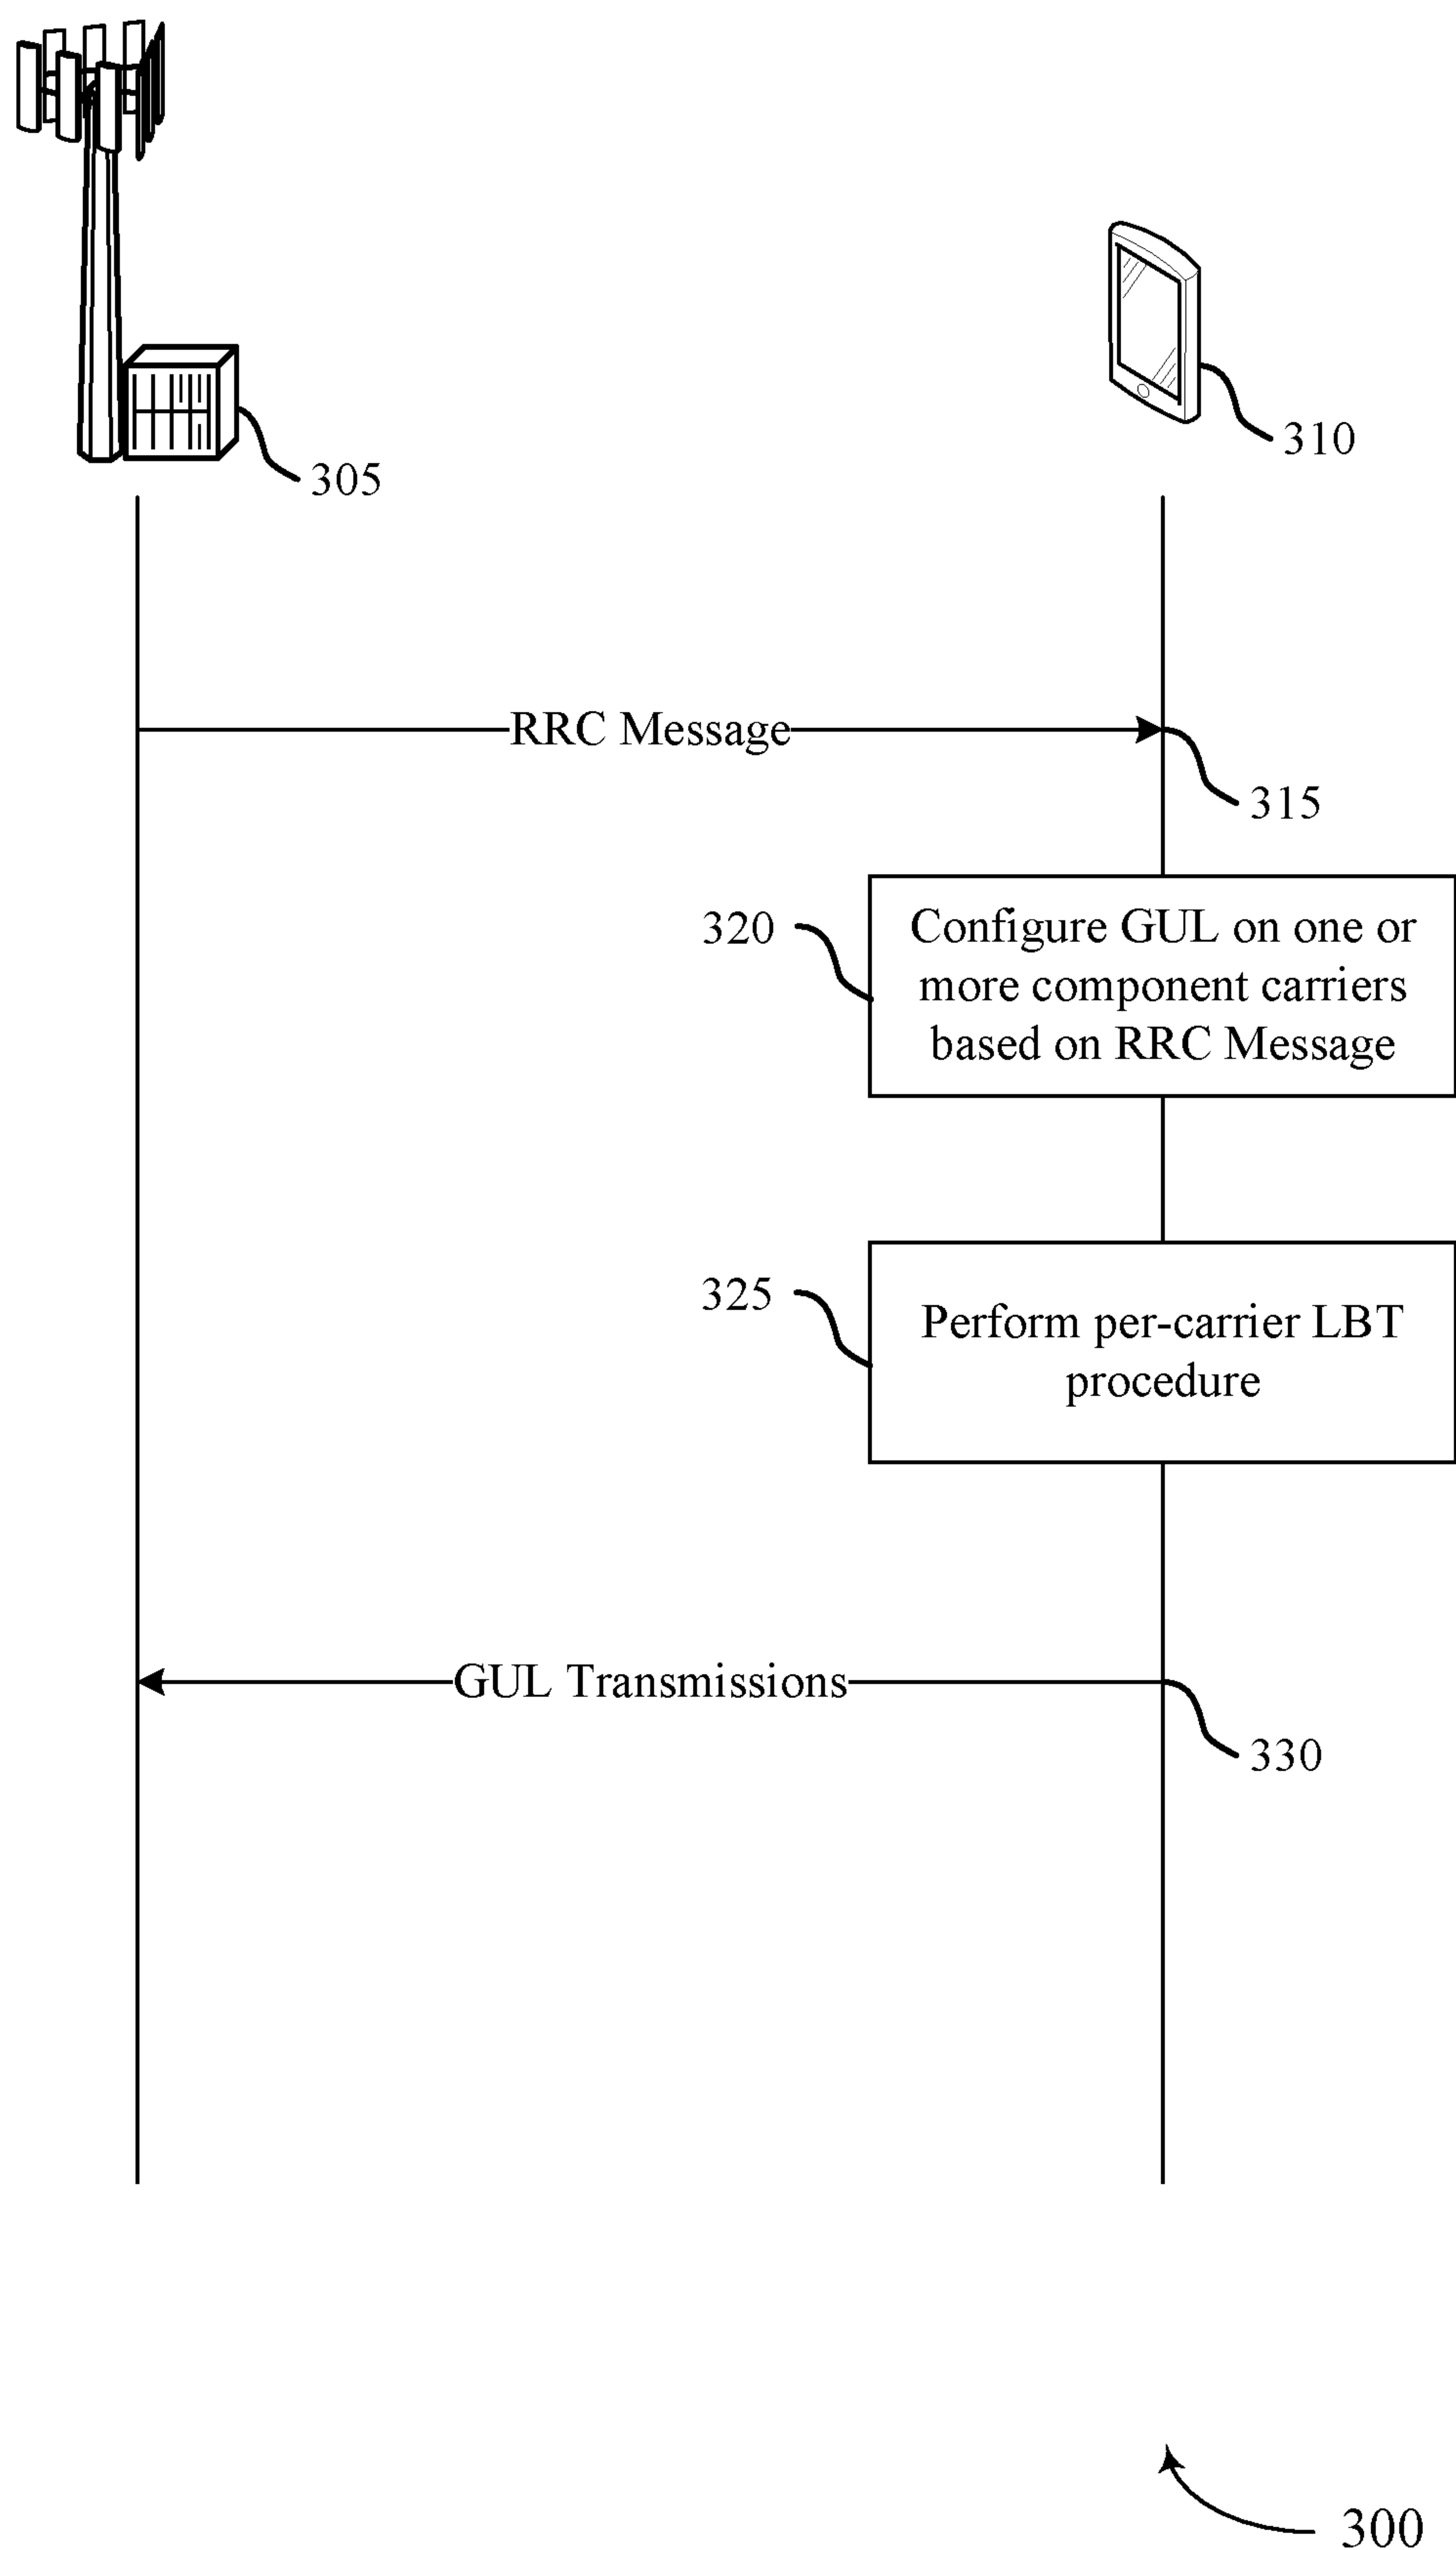 310
305
RRC Message
315
320
Configure GUL on one or
more component carriers
based on RRC Message
325
Perform per-carrier LBT
procedure
GUL Transmissions
330
300